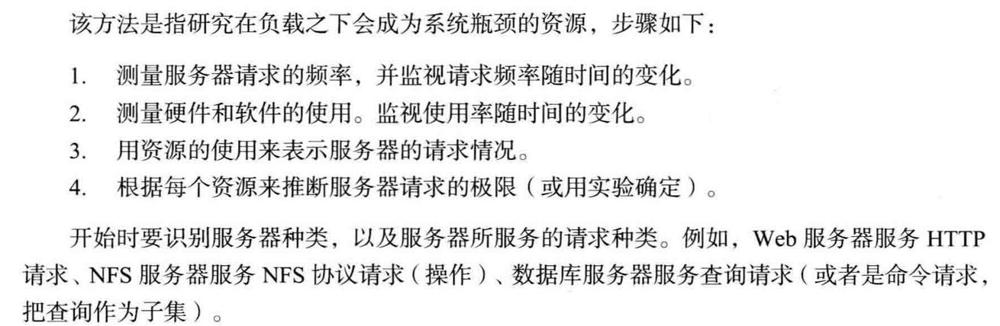 该方法是指研究在负载之下会成为系统瓶颈的资源，步骤如下：
1. 测量服务器请求的频率，并监视请求频率随时间的变化。
2. 测量硬件和软件的使用。监视使用率随时间的变化。
3. 用资源的使用来表示服务器的请求情况。
4. 根据每个资源来推断服务器请求的极限（或用实验确定）。
开始时要识别服务器种类，以及服务器所服务的请求种类。例如，Web 服务器服务 HTTP
请求、NFS 服务器服务 NFS 协议请求（操作）、数据库服务器服务查询请求（或者是命令请求，
把查询作为子集）。